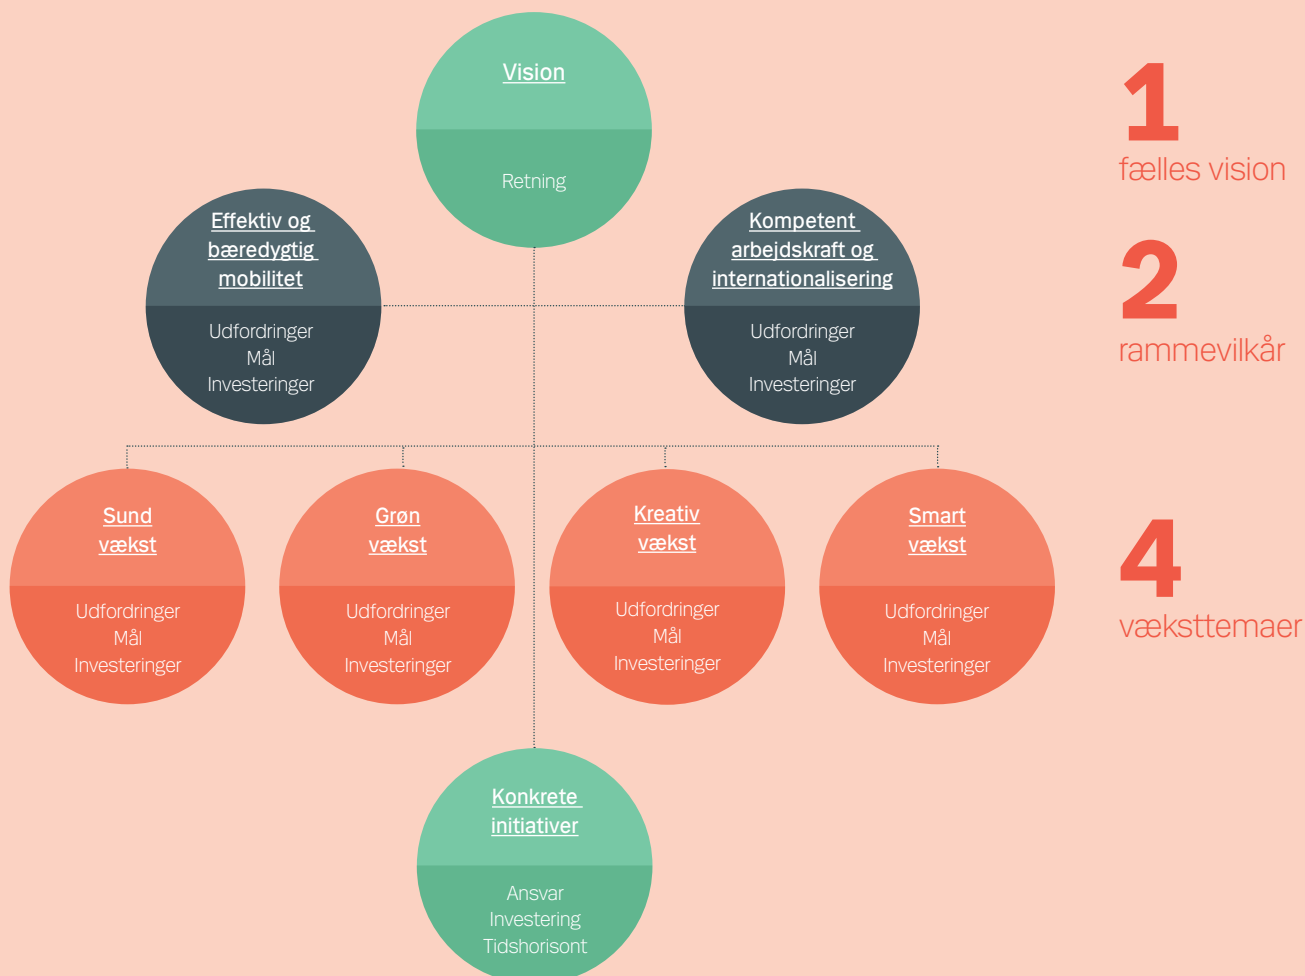 Vision
Retning
1
fælles vision
Effektiv og
bæredygtig
mobilitet
Udfordringer
Mål
Investeringer
Kompetent
arbejdskraft og
internationalisering
Udfordringer
Mål
Investeringer
2
rammevilkår
Sund
vækst
Udfordringer
Mål
Investeringer
Grøn
vækst
Udfordringer
Mål
Investeringer
Kreativ
vækst
Udfordringer
Mål
Investeringer
Smart
vækst
Udfordringer
Mål
Investeringer
4
væksttemaer
Konkrete
initiativer
Ansvar
Investering
Tidshorisont